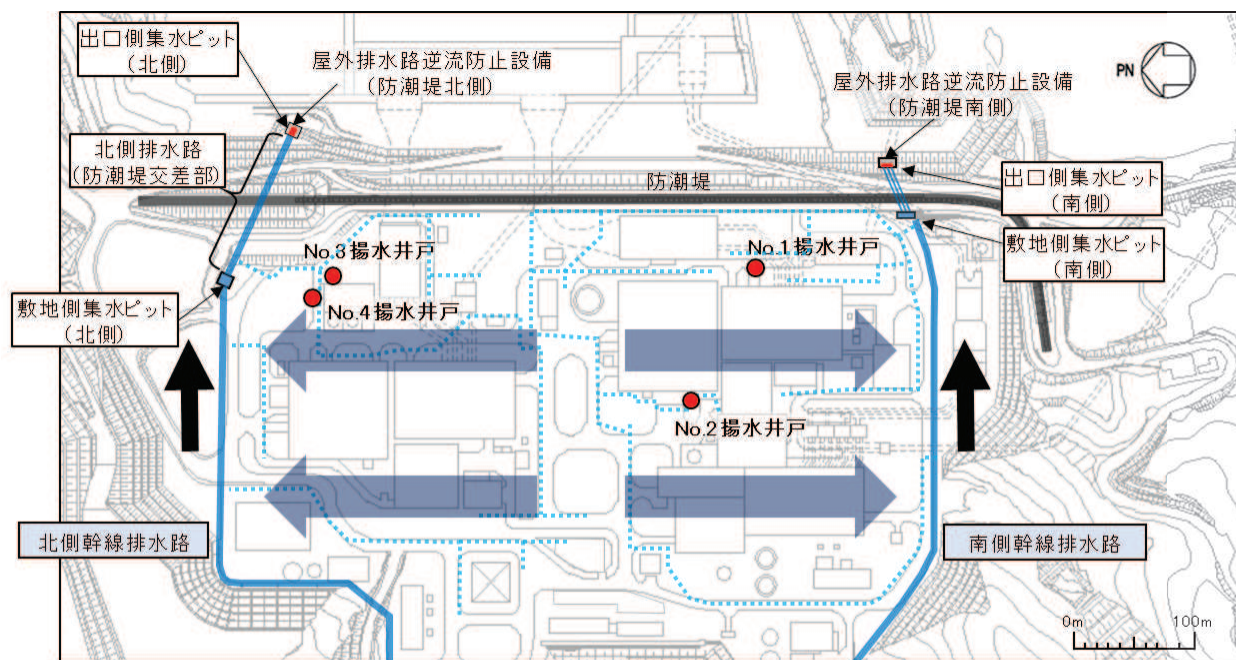 出口側集水ピット
(北側)
屋外排水路逆流防止設備
(防潮堤北側)
屋外排水路逆流防止設備
(防潮堤南側)
PN
北側排水路
(防潮堤交差部)
防潮堤
出口側集水ピット
(南側)
敷地側集水ピット
(南側)
No.3揚水井戸
No.1揚水井戸
No.4揚水井戸
敷地側集水ピット
(北側)
No.2揚水井戸
北側幹線排水路
南側幹線排水路
0m
100m